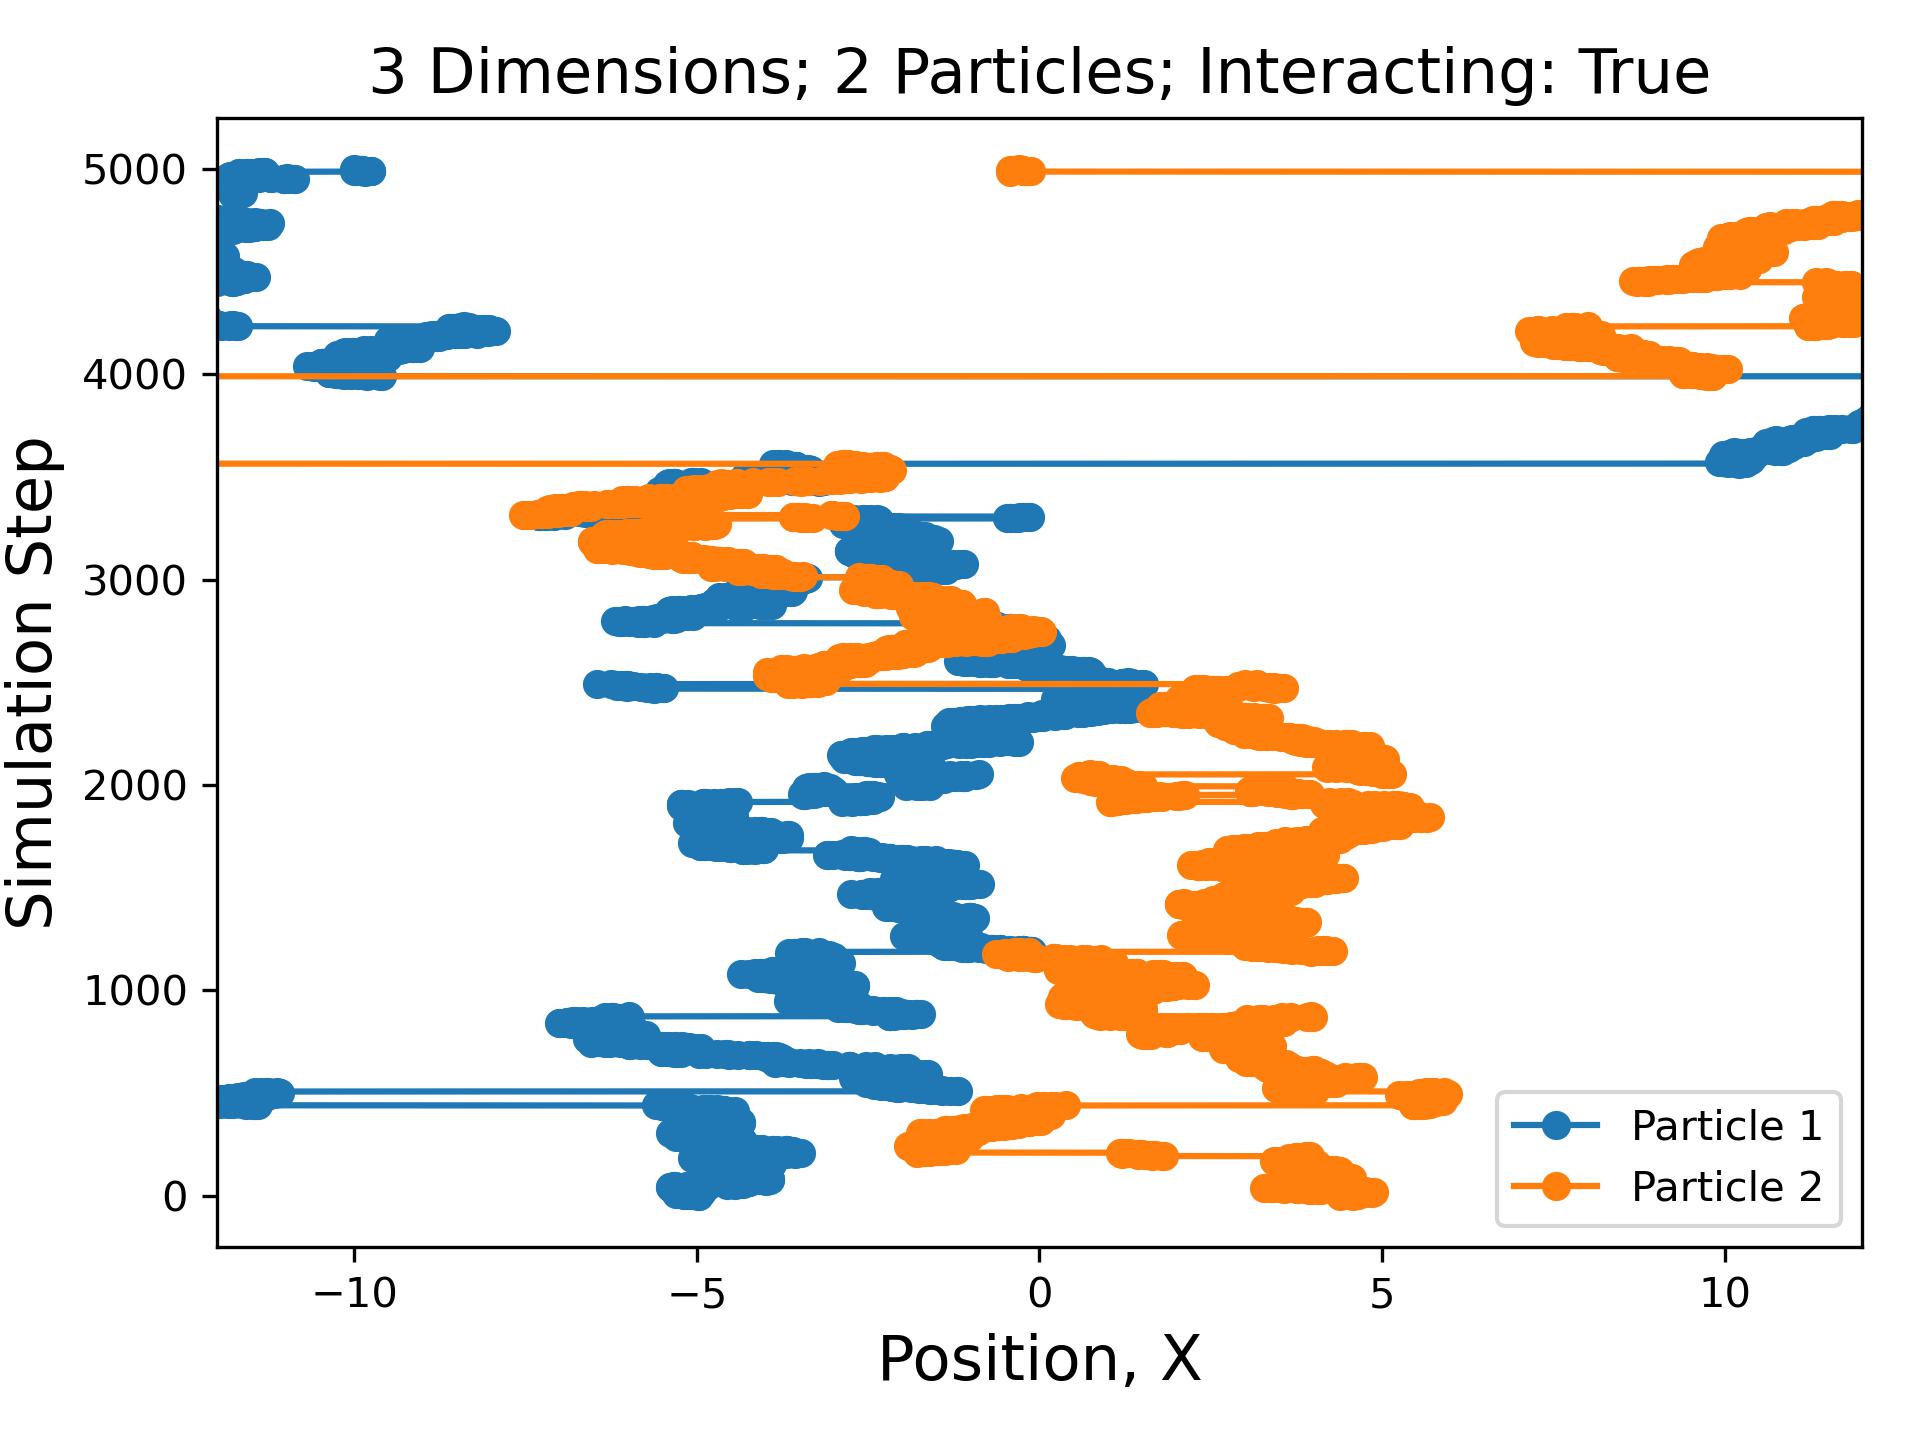 3 Dimensions; 2 Particles; Interacting: True
Simulation Step
5000
4000
3000
2000
1000
0
−10
−5
0
5
10
Position, X
Particle 1
Particle 2